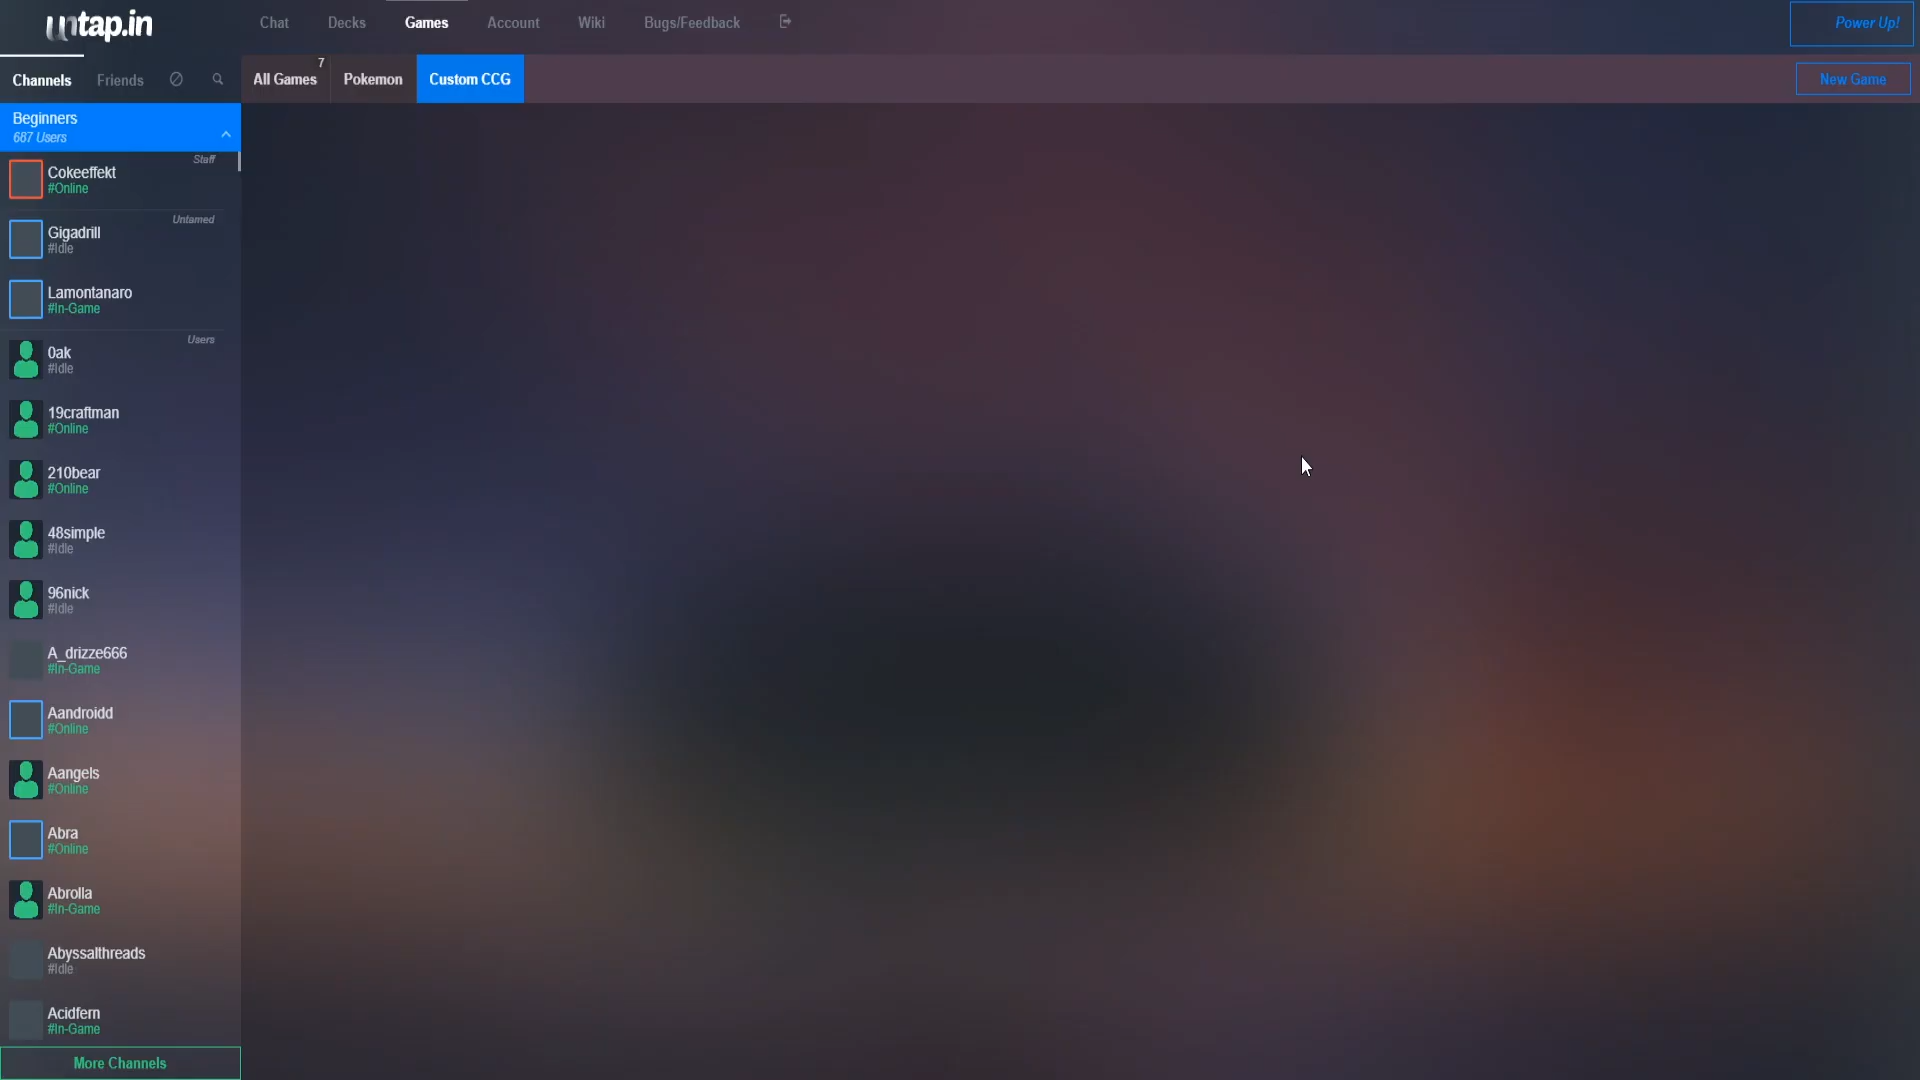 untap.in
Chat
Decks
Games
Account
Wiki
Bugs/Feedback
Power Up!
Channels
Friends
All Games
7
Pokemon
Custom CCG
New Game
Beginners
687 Users
Staff
Cokeeffekt
#Online
Untamed
Gigadrill
#Idle
Lamontanaro
#In-Game
Users
0ak
#Idle
19craftman
#Online
210bear
#Online
48simple
#Idle
96nick
#Idle
A_drizze666
#In-Game
Aandroidd
#Online
Aangels
#Online
Abra
#Online
Abrolla
#In-Game
Abyssalthreads
#Idle
Acidfern
#In-Game
More Channels